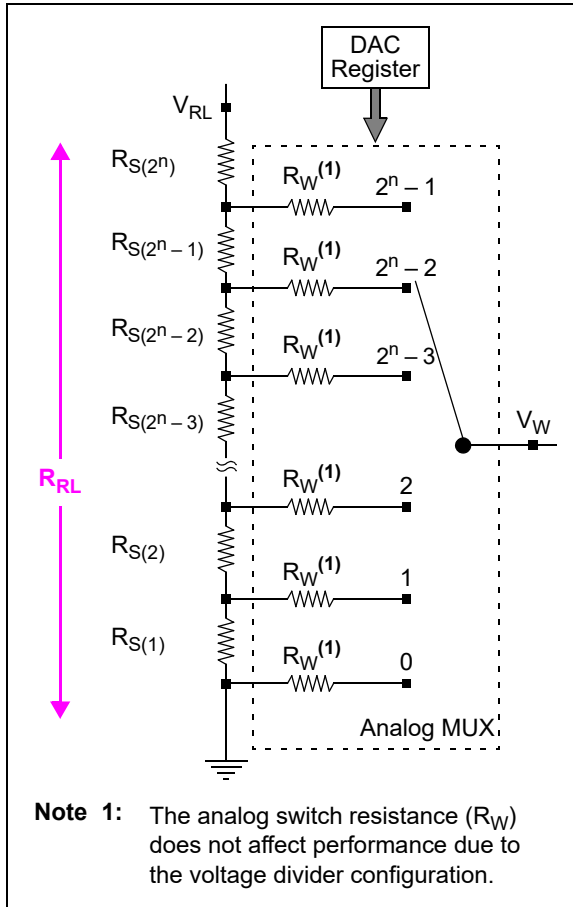 DAC
Register
V_RL
R_S(2^n)
R_W^(1)
2^n – 1
R_S(2^n – 1)
R_W^(1)
2^n – 2
R_S(2^n – 2)
R_W^(1)
2^n – 3
R_S(2^n – 3)
V_W
R_RL
R_W^(1)
2
R_S(2)
R_W^(1)
1
R_S(1)
R_W^(1)
0
Analog MUX
Note 1: The analog switch resistance (R_W)
does not affect performance due to
the voltage divider configuration.